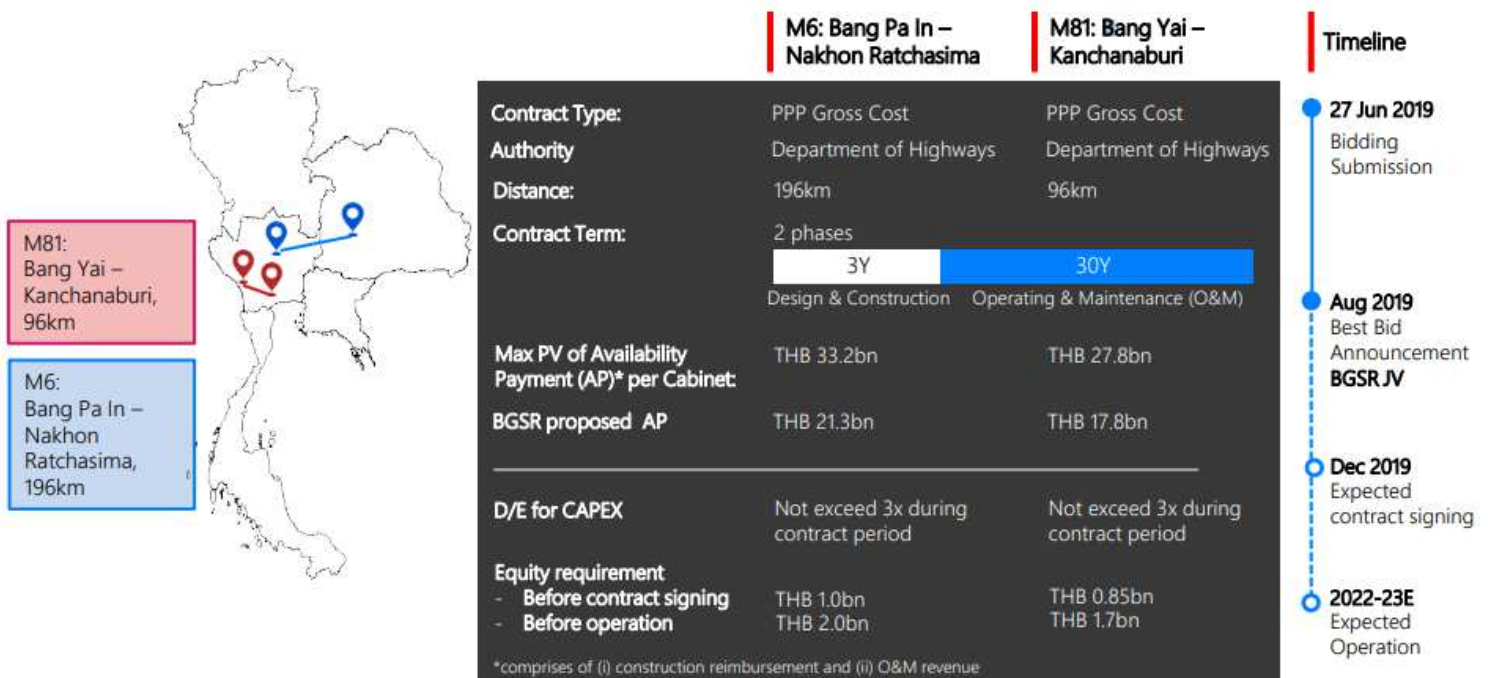 M6: Bang Pa In –
Nakhon Ratchasima
M81: Bang Yai –
Kanchanaburi
Timeline
M81:
Bang Yai –
Kanchanaburi,
96km
M6:
Bang Pa In –
Nakhon
Ratchasima,
196km
Contract Type:
PPP Gross Cost
PPP Gross Cost
Authority
Department of Highways
Department of Highways
Distance:
196km
96km
Contract Term:
2 phases
3Y
30Y
Design & Construction
Operating & Maintenance (O&M)
Max PV of Availability
Payment (AP)* per Cabinet:
THB 33.2bn
THB 27.8bn
BGSR proposed AP
THB 21.3bn
THB 17.8bn
D/E for CAPEX
Not exceed 3x during
contract period
Not exceed 3x during
contract period
Equity requirement
- Before contract signing
THB 1.0bn
THB 0.85bn
- Before operation
THB 2.0bn
THB 1.7bn
*comprises of (i) construction reimbursement and (ii) O&M revenue
27 Jun 2019
Bidding
Submission
Aug 2019
Best Bid
Announcement
BGSR JV
Dec 2019
Expected
contract signing
2022-23E
Expected
Operation